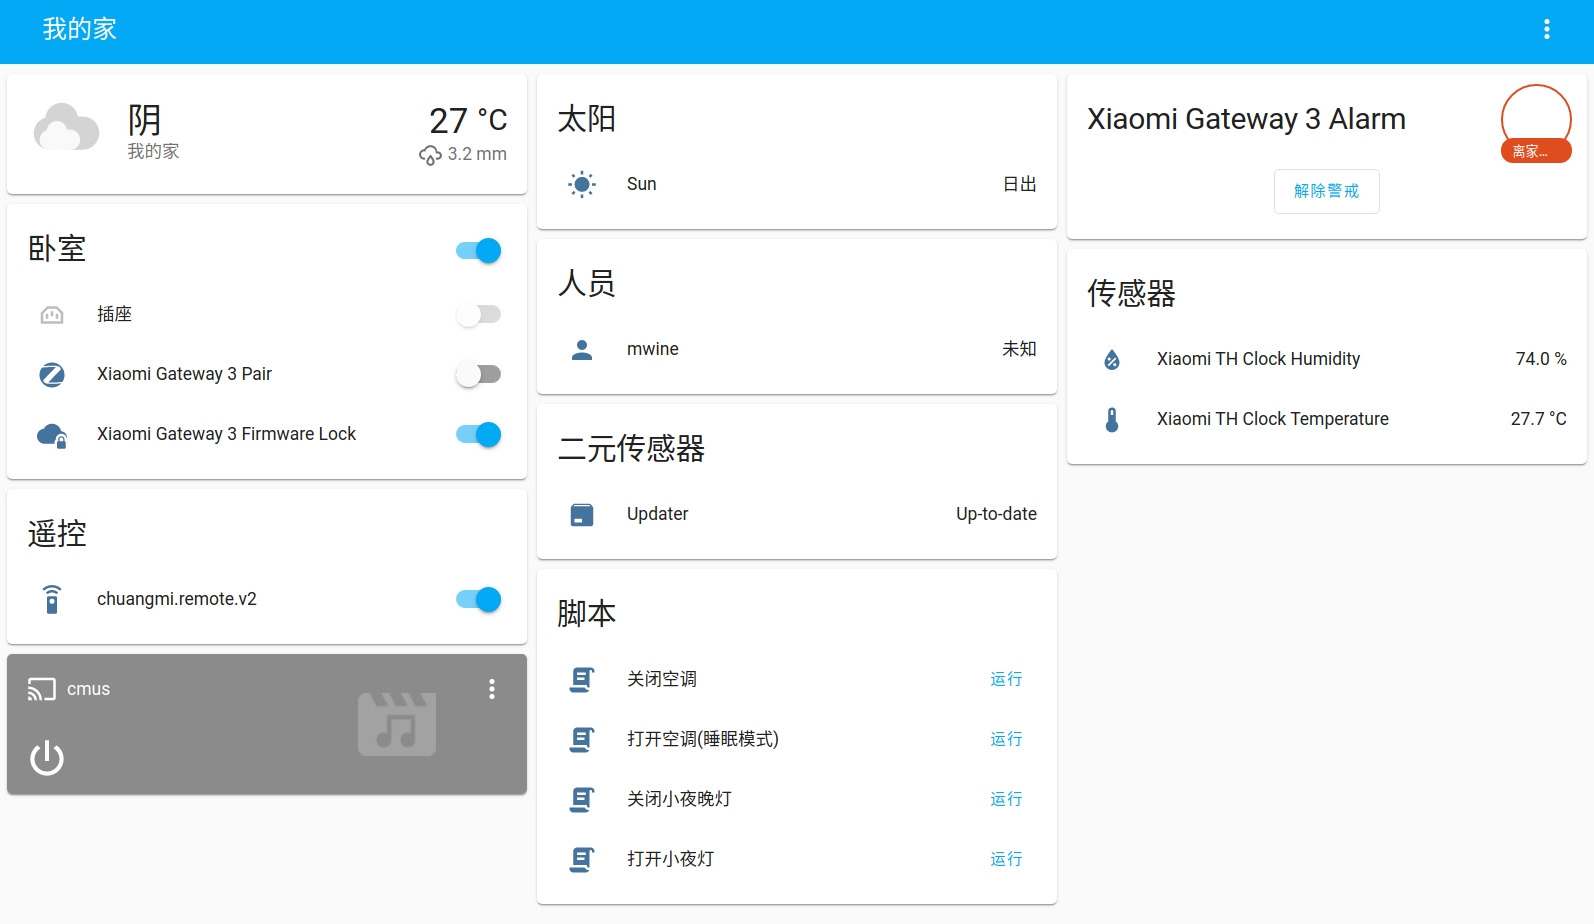 我的家
阴
我的家
27 °C
3.2 mm
卧室
插座
Xiaomi Gateway 3 Pair
Xiaomi Gateway 3 Firmware Lock
遥控
chuangmi.remote.v2
cmus
太阳
Sun 日出
人员
mwine 未知
二元传感器
Updater Up-to-date
脚本
关闭空调 运行
打开空调(睡眠模式) 运行
关闭小夜晚灯 运行
打开小夜灯 运行
Xiaomi Gateway 3 Alarm
离家...
解除警戒
传感器
Xiaomi TH Clock Humidity 74.0 %
Xiaomi TH Clock Temperature 27.7 °C